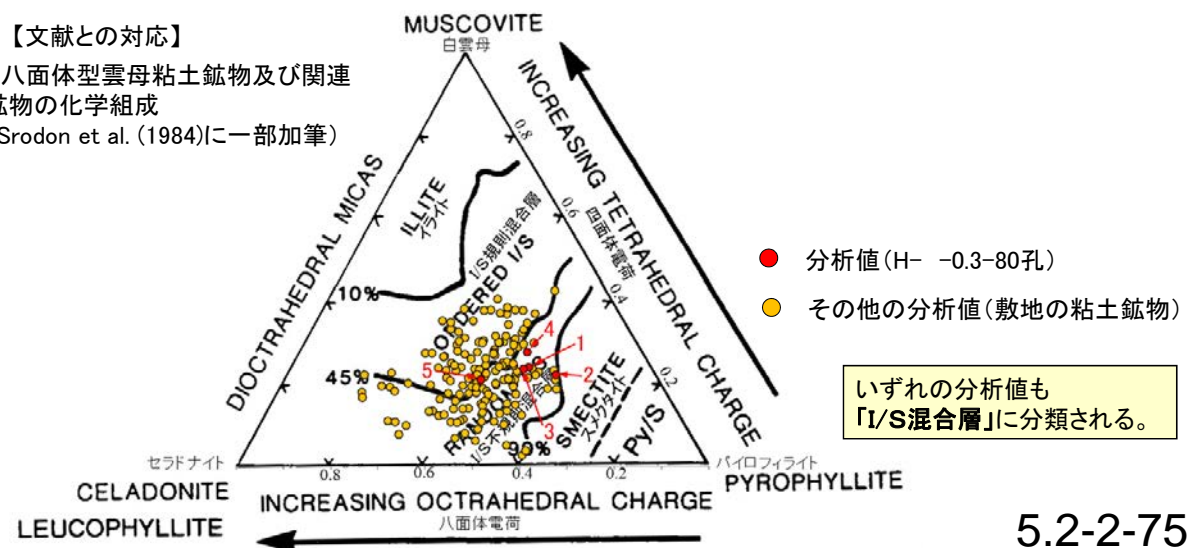 【文献との対応】
八面体型雲母粘土鉱物及び関連
鉱物の化学組成
Srodon et al. (1984)に一部加筆）
MUSCOVITE
白雲母
DIOCTRAHEDRAL MICAS
INCREASING TETRAHEDRAL CHARGE
四面体電荷
0.8
0.6
0.4
0.2
ILLITE
イライト
I/S規則混合層
ORDERED I/S
10%
45%
I/S不規則混合層
SMECTITE
スメクタイト
Py/S
4
1
5
2
3
セラドナイト
CELADONITE
LEUCOPHYLLITE
0.8
0.6
0.4
0.2
パイロフィライト
PYROPHYLLITE
INCREASING OCTRAHEDRAL CHARGE
八面体電荷
分析値（H-　-0.3-80孔）
その他の分析値（敷地の粘土鉱物）
いずれの分析値も
「I/S混合層」に分類される。
5.2-2-75